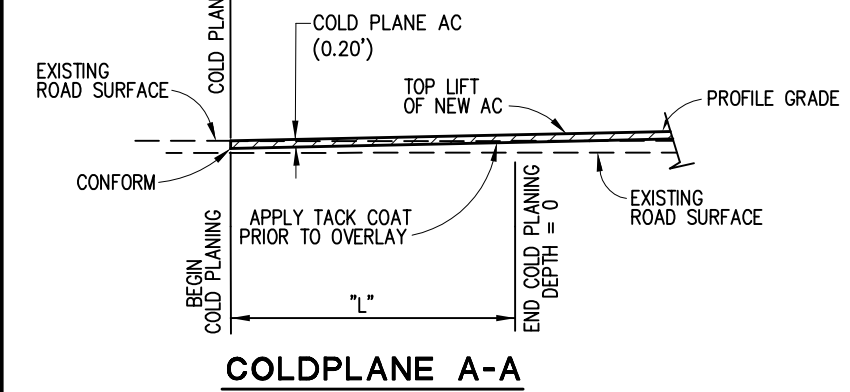 COLD PLAN
COLD PLANE AC
(0.20')
EXISTING
ROAD SURFACE
TOP LIFT
OF NEW AC
PROFILE GRADE
CONFORM
EXISTING
ROAD SURFACE
APPLY TACK COAT
PRIOR TO OVERLAY
BEGIN
COLD PLANING
END COLD PLANING
DEPTH = 0
"L"
COLDPLANE A-A